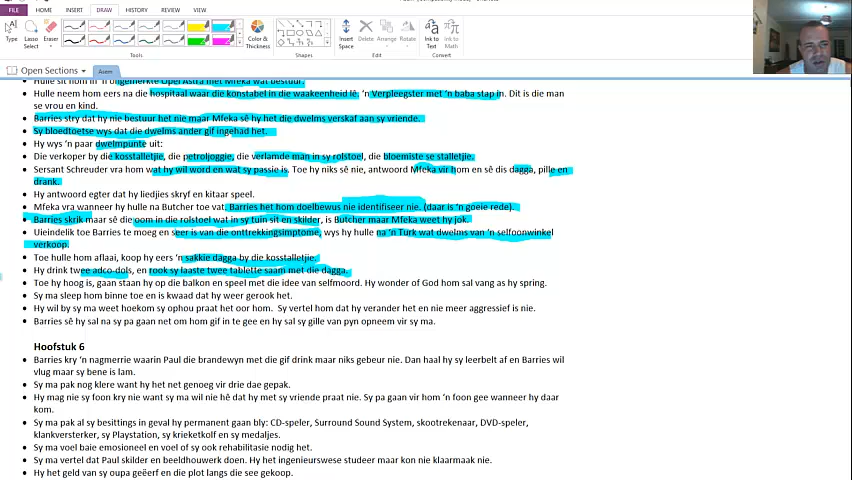 FILE HOME INSERT DRAW HISTORY REVIEW VIEW
Type Lasso Select Eraser Color & Thickness Insert Space Delete Arrange Rotate Ink to Text Ink to Math
Tools Shapes Edit Convert
Open Sections Asem
Hulle sit hom in 'n ongemerkte Opel Astra met Mfeka wat bestuur.
Hulle neem hom eers na die hospitaal waar die konstabel in die waakeenheid lê. 'n Verpleegster met 'n baba stap in. Dit is die man
se vrou en kind.
Barries stry dat hy nie bestuur het nie maar Mfeka sê hy het die dwelms verskaf aan sy vriende.
Sy bloedtoetse wys dat die dwelms ander gif ingehad het.
Hy wys 'n paar dwelmpunte uit:
Die verkoper by die kosstalletjie, die petroljoggie, die verlamde man in sy rolstoel, die bloemiste se stalletjie.
Sersant Schreuder vra hom wat hy wil word en wat sy passie is. Toe hy niks sê nie, antwoord Mfeka vir hom en sê dis dagga, pille en
drank.
Hy antwoord egter dat hy liedjies skryf en kitaar speel.
Mfeka vra wanneer hy hulle na Butcher toe vat. Barries het hom doelbewus nie identifiseer nie. (daar is 'n goeie rede).
Barries skrik maar sê die oom in die rolstoel wat in sy tuin sit en skilder, is Butcher maar Mfeka weet hy jok.
Uieindelik toe Barries te moeg en seer is van die onttrekkingsimptome, wys hy hulle na 'n Turk wat dwelms van 'n selfoonwinkel
verkoop.
Toe hulle hom aflaai, koop hy eers 'n sakkie dagga by die kosstalletjie.
Hy drink twee adco-dols, en rook sy laaste twee tablette saam met die dagga.
Toe hy hoog is, gaan staan hy op die balkon en speel met die idee van selfmoord. Hy wonder of God hom sal vang as hy spring.
Sy ma sleep hom binne toe en is kwaad dat hy weer gerook het.
Hy wil by sy ma weet hoekom sy ophou praat het oor hom. Sy vertel hom dat hy verander het en nie meer aggressief is nie.
Barries sê hy sal na sy pa gaan net om hom gif in te gee en hy sal sy gille van pyn opneem vir sy ma.
Hoofstuk 6
Barries kry 'n nagmerrie waarin Paul die brandewyn met die gif drink maar niks gebeur nie. Dan haal hy sy leerbelt af en Barries wil
vlug maar sy bene is lam.
Sy ma pak nog klere want hy het net genoeg vir drie dae gepak.
Hy mag nie sy foon kry nie want sy ma wil nie hê dat hy met sy vriende praat nie. Sy pa gaan vir hom 'n foon gee wanneer hy daar
kom.
Sy ma pak al sy besittings in geval hy permanent gaan bly: CD-speler, Surround Sound System, skootrekenaar, DVD-speler,
klankversterker, sy Playstation, sy krieketkolf en sy medaljes.
Sy ma voel baie emosioneel en voel of sy ook rehabilitasie nodig het.
Sy ma vertel dat Paul skilder en beeldhouwerk doen. Hy het ingenieurswese studeer maar kon nie klaarmaak nie.
Hy het geld van sy oupa geëerf en die plot langs die see gekoop.